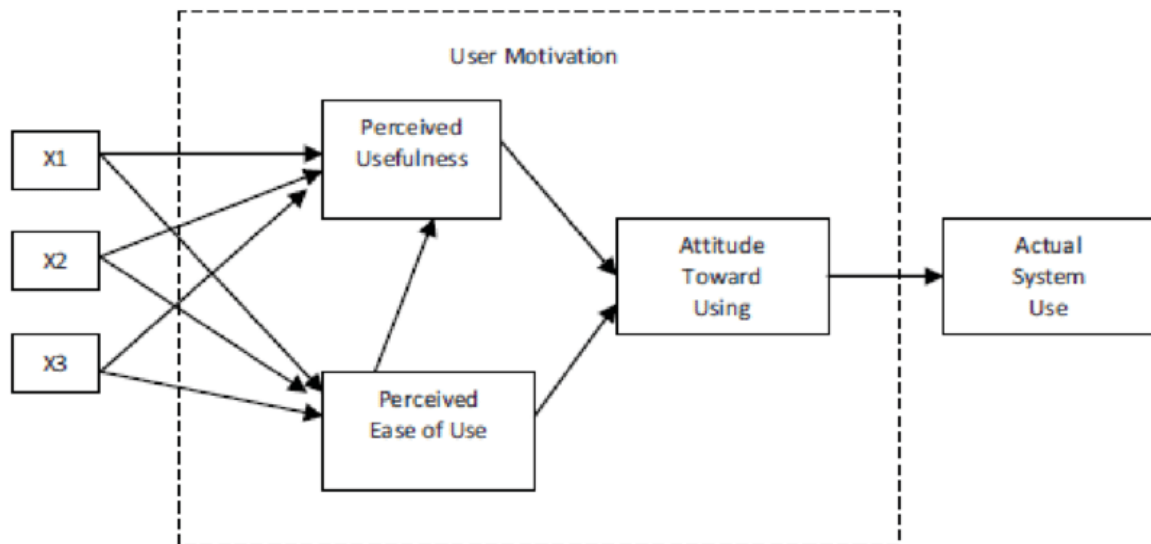 User Motivation
X1
X2
X3
Perceived
Usefulness
Perceived
Ease of Use
Attitude
Toward
Using
Actual
System
Use